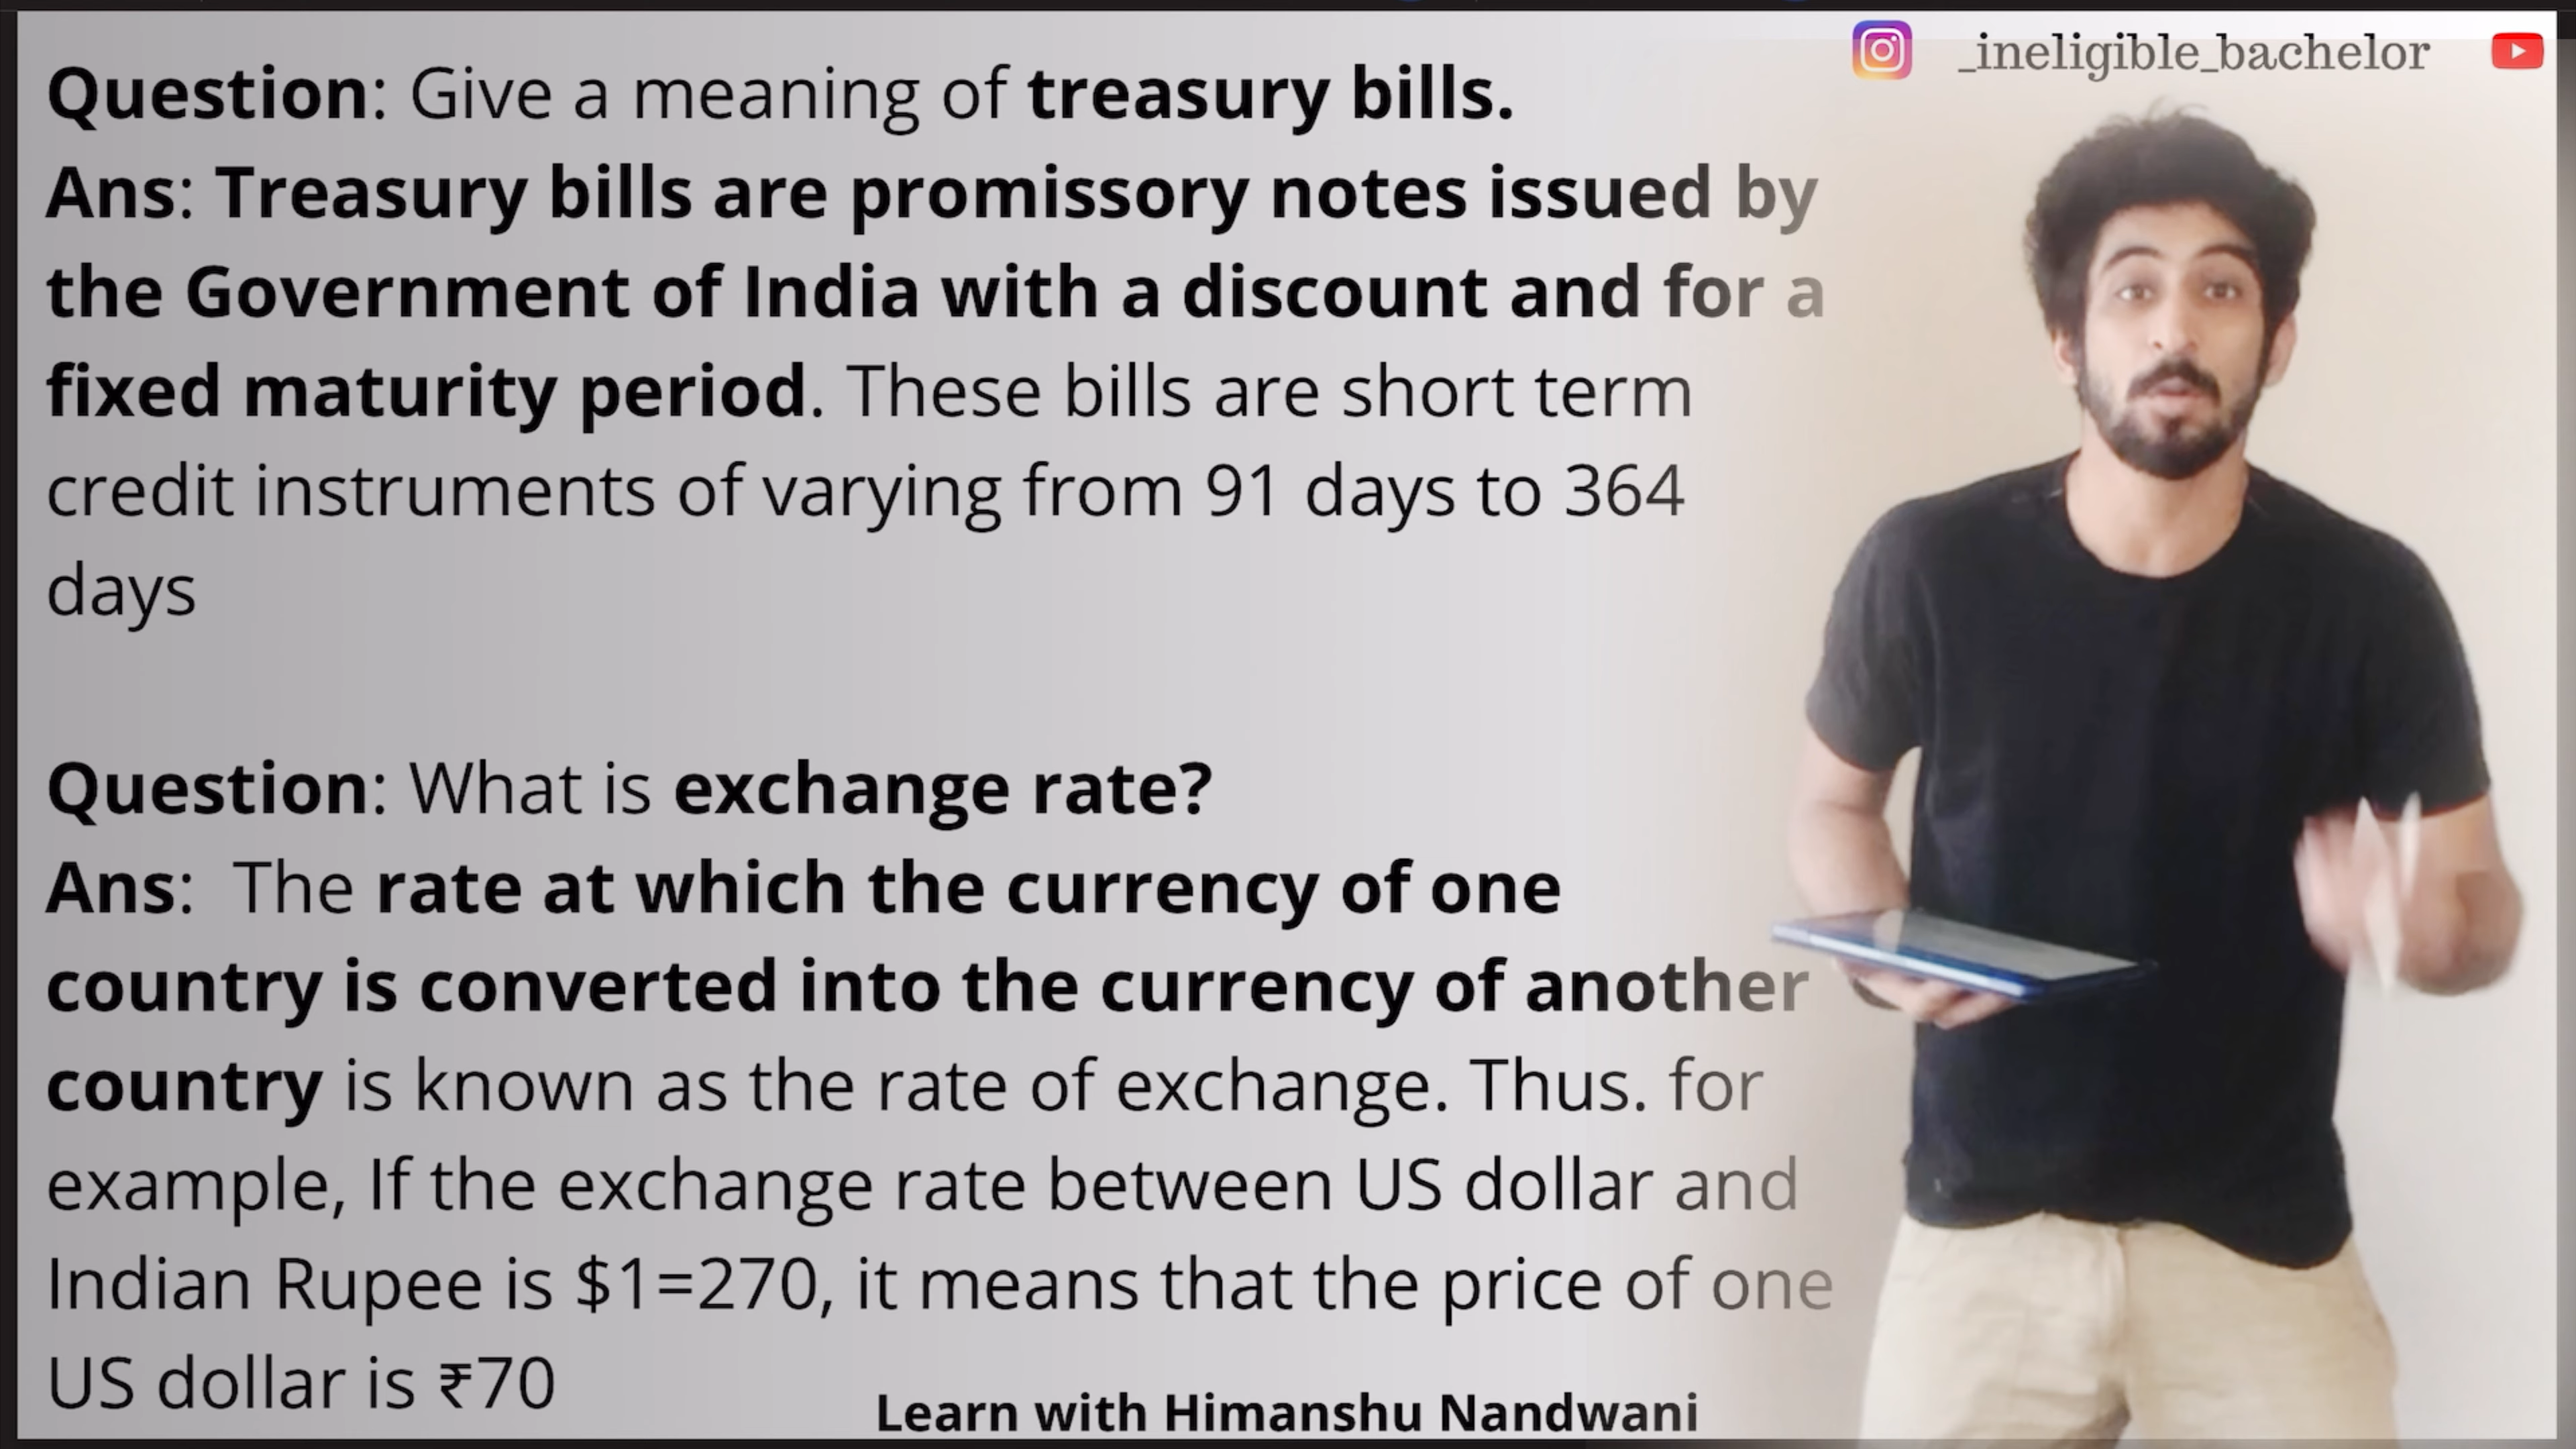 _ineligible_bachelor
Question: Give a meaning of treasury bills.
Ans: Treasury bills are promissory notes issued by
the Government of India with a discount and for a
fixed maturity period. These bills are short term
credit instruments of varying from 91 days to 364
days
Question: What is exchange rate?
Ans: The rate at which the currency of one
country is converted into the currency of another
country is known as the rate of exchange. Thus. for
example, If the exchange rate between US dollar and
Indian Rupee is $1=270, it means that the price of one
US dollar is ₹70
Learn with Himanshu Nandwani